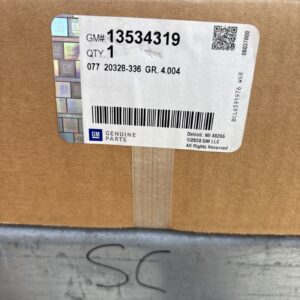 GM# 13534319
QTY. 1
077 20328-336 GR. 4.004
GM
GENUINE
PARTS
Detroit, MI 48265
©2020 GM LLC
All Rights Reserved
SC